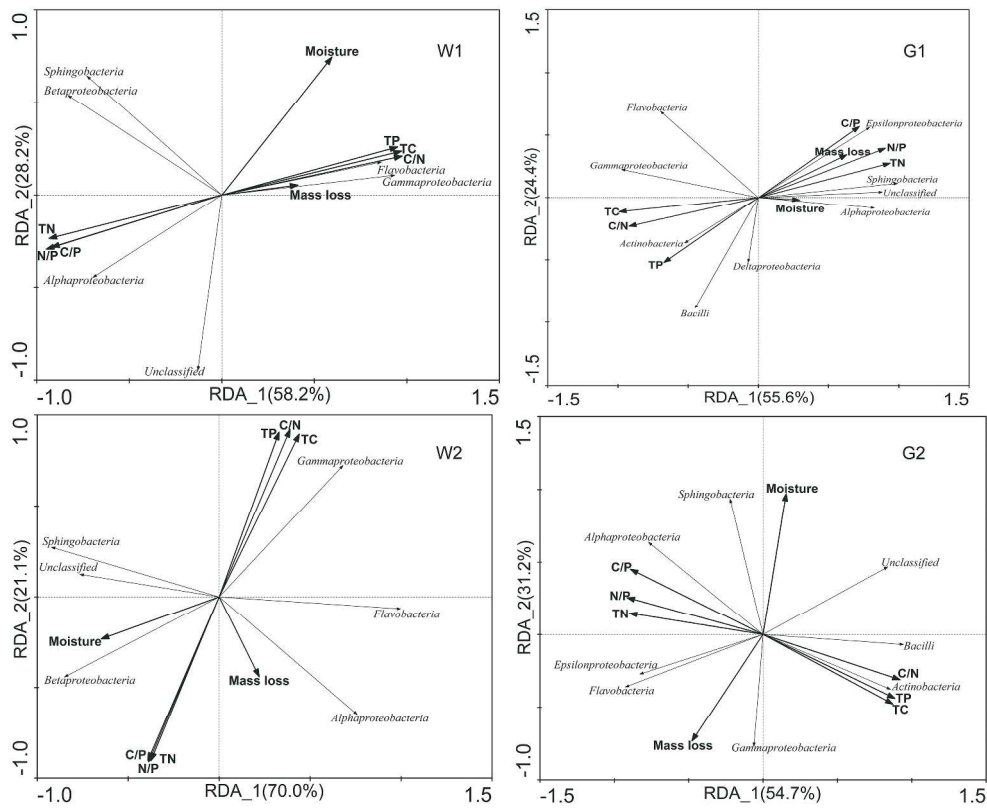 1.0
W1
Moisture
Sphingobacteria
Betaproteobacteria
TP
TC
C/N
Flavobacteria
Gammaproteobacteria
Mass loss
TN
N/P C/P
Alphaproteobacteria
Unclassified
RDA_2(28.2%)
-1.0
-1.0
RDA_1(58.2%)
1.5
1.5
G1
Flavobacteria
C/P
Epsilonproteobacteria
N/P
Mass loss
TN
Gammaproteobacteria
Sphingobacteria
Unclassified
TC
Moisture
Alphaproteobacteria
C/N
Actinobacteria
TP
Deltaproteobacteria
Bacilli
RDA_2(24.4%)
-1.5
-1.5
RDA_1(55.6%)
1.5
1.0
W2
C/N
TP
TC
Gammaproteobacteria
Sphingobacteria
Unclassified
Flavobacteria
Moisture
Betaproteobacteria
Mass loss
Alphaproteobacteria
C/P TN
N/P
RDA_2(21.1%)
-1.0
-1.0
RDA_1(70.0%)
1.5
1.5
G2
Moisture
Sphingobacteria
Alphaproteobacteria
Unclassified
C/P
N/P
TN
Bacilli
Epsilonproteobacteria
C/N
Flavobacteria
Actinobacteria
TP
TC
Mass loss
Gammaproteobacteria
RDA_2(31.2%)
-1.0
-1.5
RDA_1(54.7%)
1.5